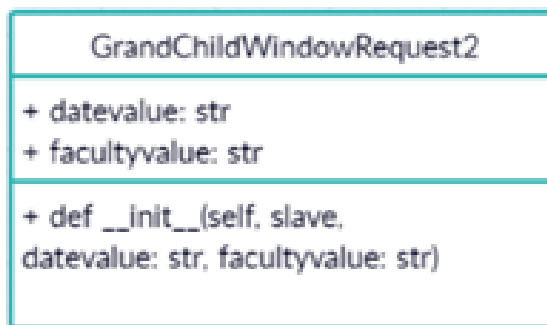 GrandChildWindowRequest2
+ datevalue: str
+ facultyvalue: str
+ def __init__(self, slave,
datevalue: str, facultyvalue: str)